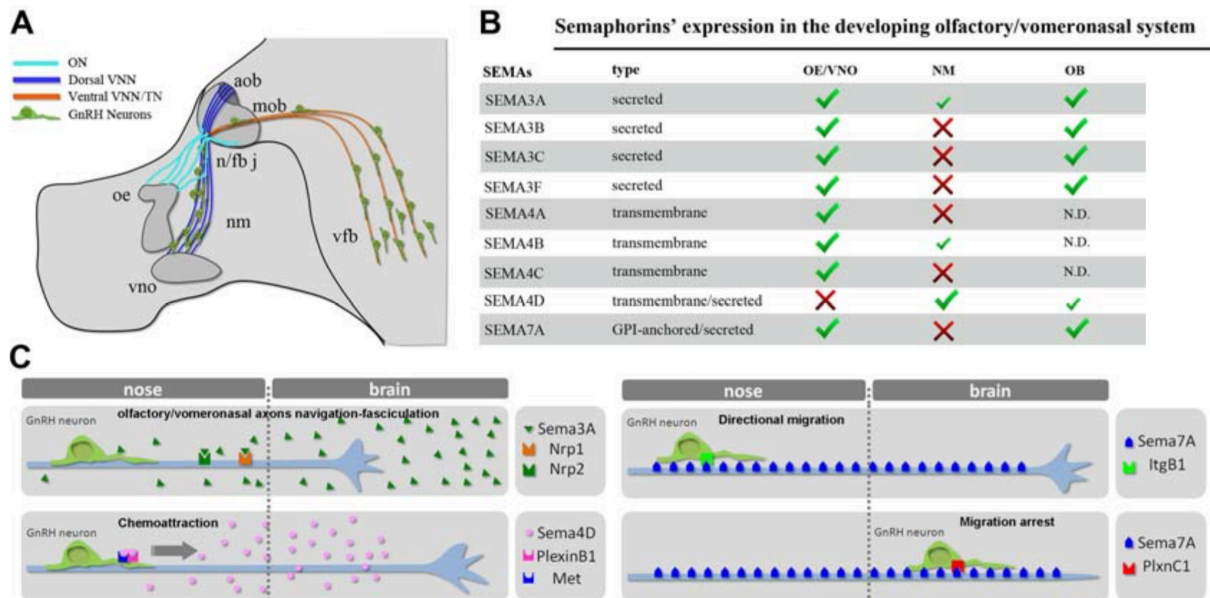 A
ON
Dorsal VNN
Ventral VNN/TN
GnRH Neurons
aob
mob
n/fb j
oe
nm
vfb
vno
B
Semaphorins' expression in the developing olfactory/vomeronasal system
SEMAs type OE/VNO NM OB
SEMA3A secreted
SEMA3B secreted
SEMA3C secreted
SEMA3F secreted
SEMA4A transmembrane N.D.
SEMA4B transmembrane N.D.
SEMA4C transmembrane N.D.
SEMA4D transmembrane/secreted
SEMA7A GPI-anchored/secreted
C
nose brain
olfactory/vomeronasal axons navigation-fasciculation
GnRH neuron
Sema3A
Nrp1
Nrp2
Chemoattraction
GnRH neuron
Sema4D
PlexinB1
Met
nose brain
Directional migration
GnRH neuron
Sema7A
ItgB1
Migration arrest
GnRH neuron
Sema7A
PlxnC1